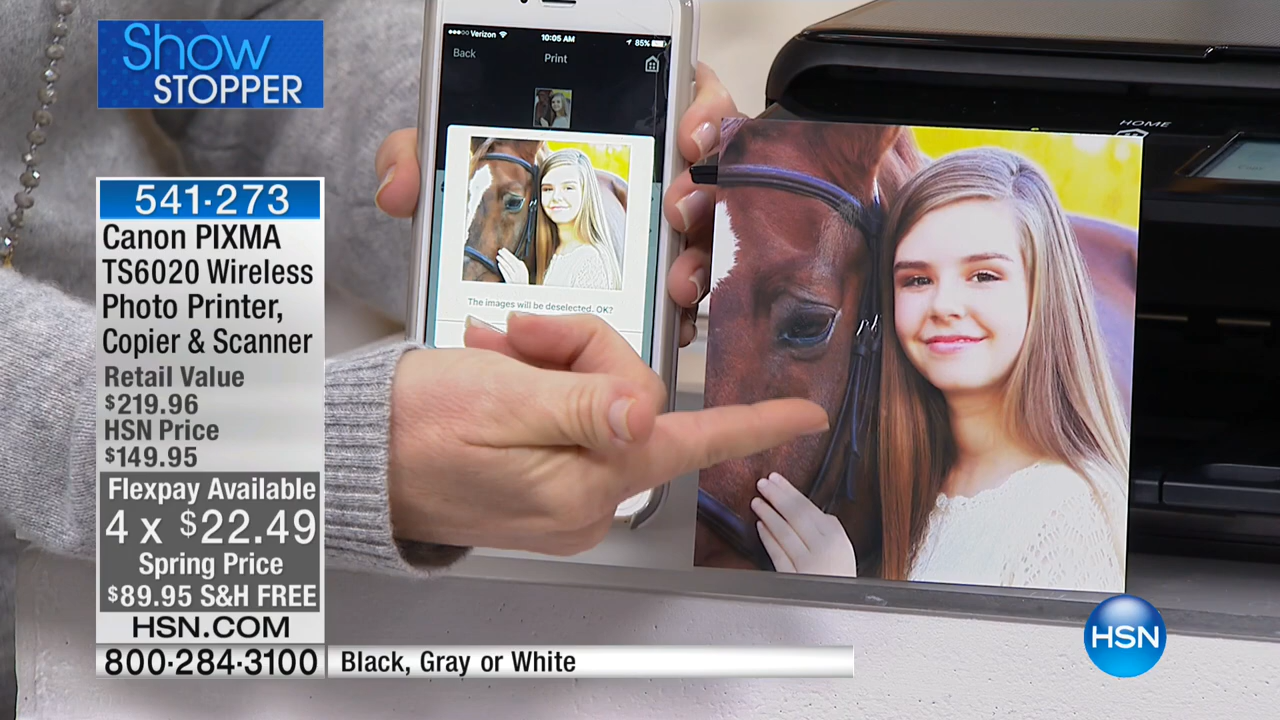 Show
STOPPER
541·273
Canon PIXMA
TS6020 Wireless
Photo Printer,
Copier & Scanner
Retail Value
$219.96
HSN Price
$149.95
Flexpay Available
4 x $22.49
Spring Price
$89.95 S&H FREE
HSN.COM
800·284·3100
Black, Gray or White
Verizon
10:05 AM
85%
Back
Print
The images will be deselected. OK?
HOME
HSN